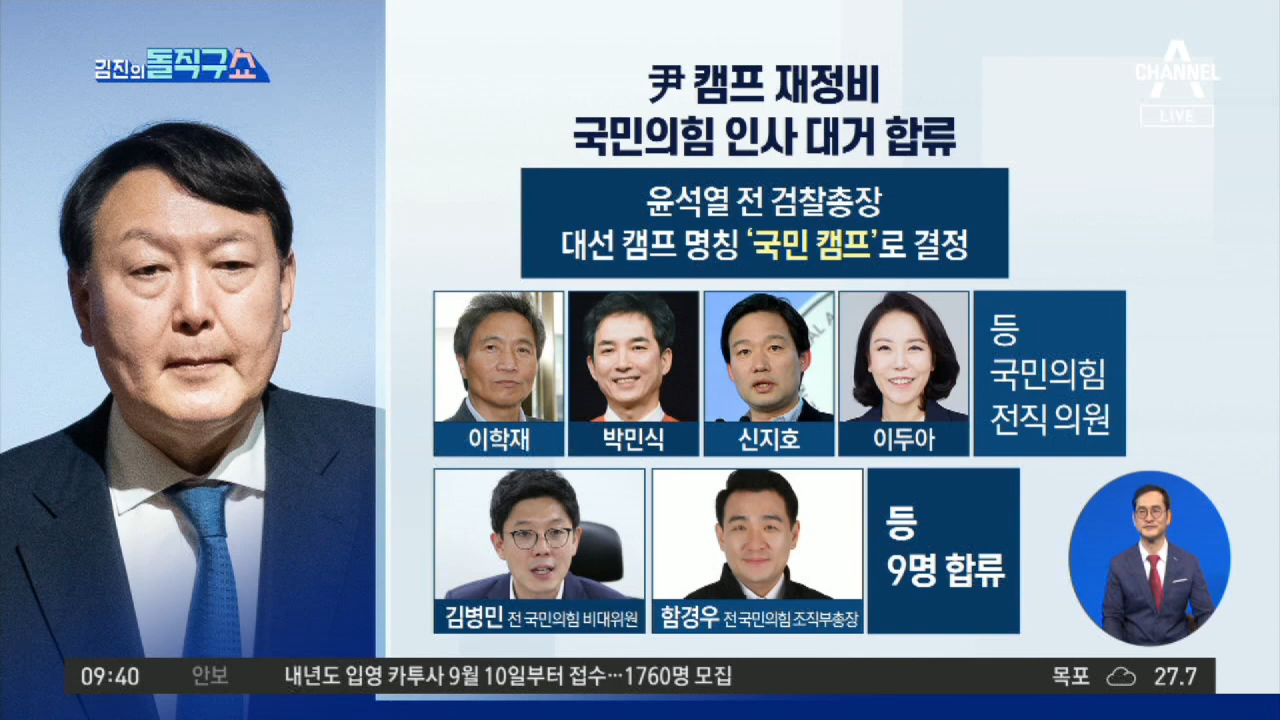 김진의 돌직구쇼
CHANNEL A
LIVE
尹 캠프 재정비
국민의힘 인사 대거 합류
윤석열 전 검찰총장
대선 캠프 명칭 ‘국민 캠프’로 결정
이학재
박민식
신지호
이두아
등
국민의힘
전직 의원
김병민 전 국민의힘 비대위원
함경우 전 국민의힘 조직부총장
등
9명 합류
09:40 안보 내년도 입영 카투사 9월 10일부터 접수…1760명 모집 목포 27.7